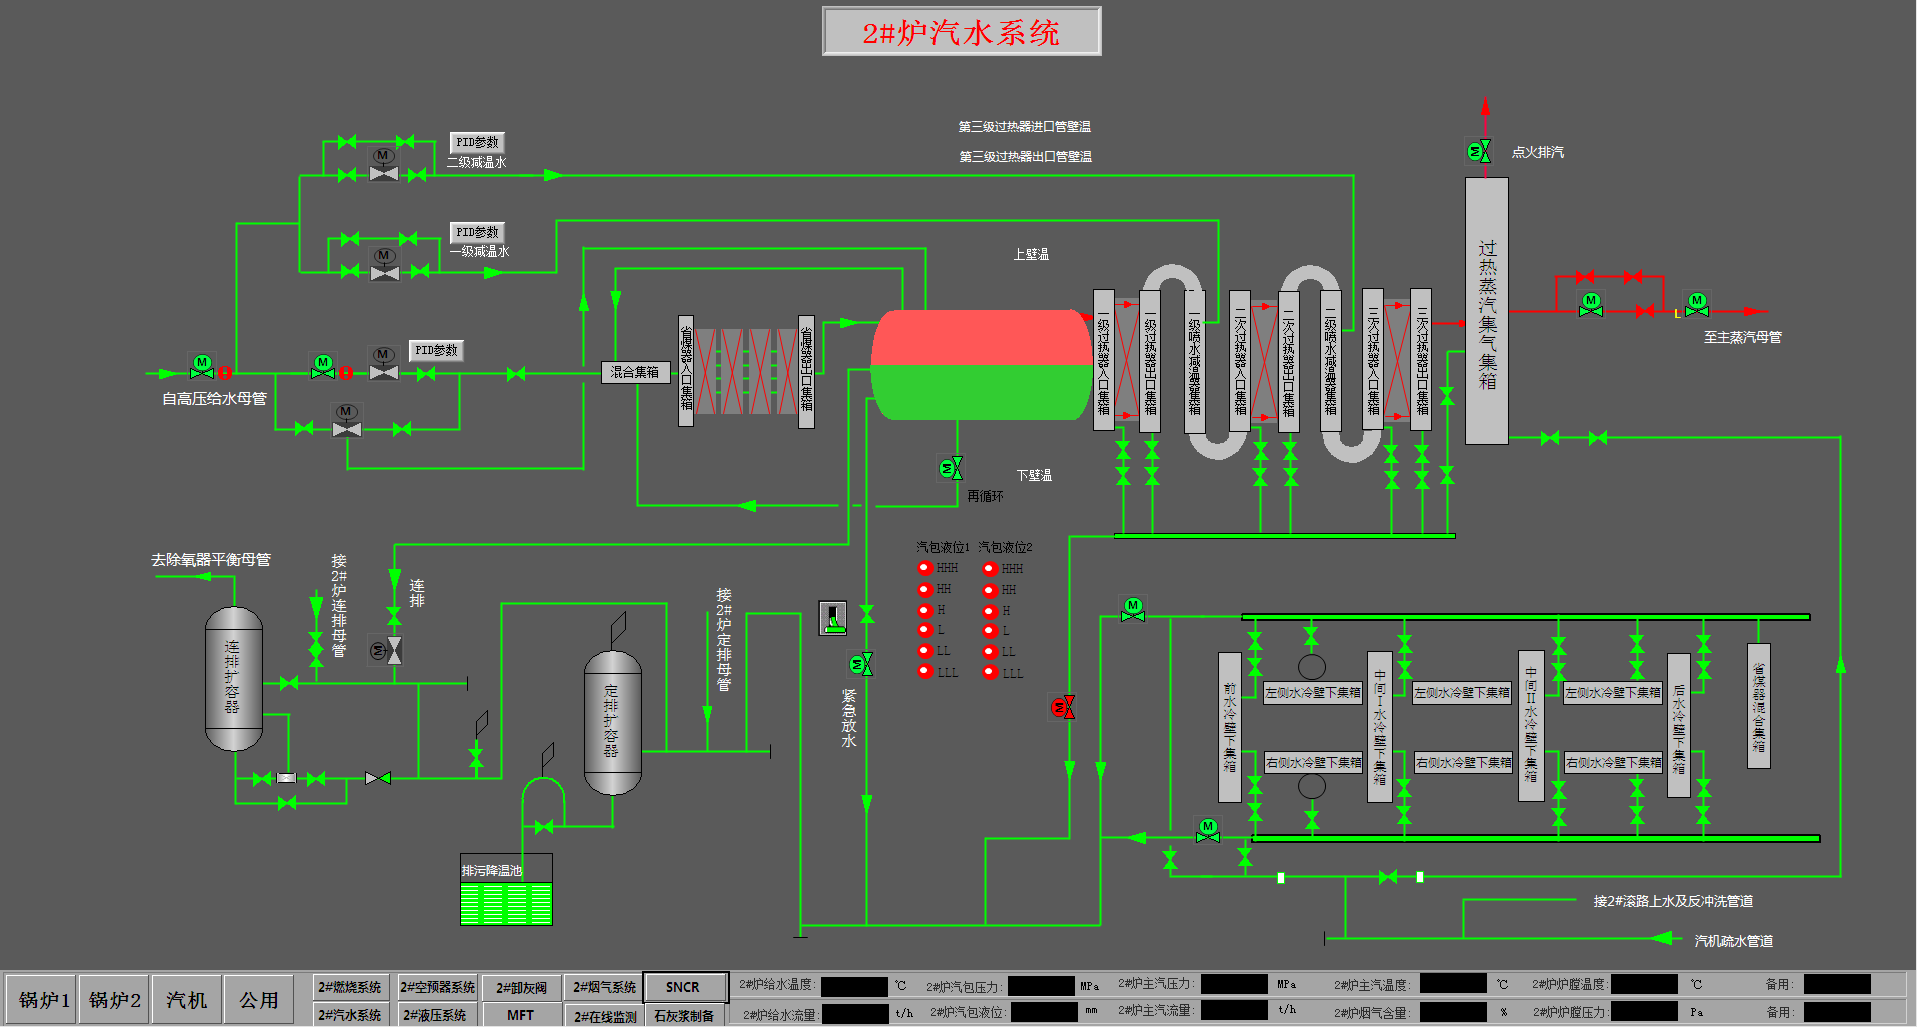 2#炉汽水系统
第三级过热器进口管壁温
第三级过热器出口管壁温
点火排汽
M
PID参数
二级减温水
M
M
PID参数
一级减温水
M
上壁温
过热蒸汽集气集箱
M
M
L
至主蒸汽母管
M
M
M
PID参数
自高压给水母管
M
混合集箱
省煤器入口集箱
省煤器出口集箱
一级过热器入口集箱
一级过热器出口集箱
一级喷水减温器集箱
二次过热器入口集箱
二次过热器出口集箱
二级喷水减温器集箱
三次过热器入口集箱
三次过热器出口集箱
M
下壁温
再循环
汽包液位1
汽包液位2
HHH
HHH
HH
HH
H
H
L
L
LL
LL
LLL
LLL
去除氧器平衡母管
接2#炉连排母管
连排
M
连排扩容器
定排扩容器
接2#炉定排母管
M
紧急放水
M
M
前水冷壁下集箱
左侧水冷壁下集箱
中间I水冷壁下集箱
左侧水冷壁下集箱
中间II水冷壁下集箱
左侧水冷壁下集箱
后水冷壁下集箱
省煤器混合集箱
右侧水冷壁下集箱
右侧水冷壁下集箱
右侧水冷壁下集箱
M
排污降温池
接2#滚路上水及反冲洗管道
汽机疏水管道
锅炉1
锅炉2
汽机
公用
2#燃烧系统
2#空预器系统
2#卸灰阀
2#烟气系统
SNCR
2#汽水系统
2#液压系统
MFT
2#在线监测
石灰浆制备
2#炉给水温度:
℃
2#炉汽包压力:
MPa
2#炉主汽压力:
MPa
2#炉主汽温度:
℃
2#炉炉膛温度:
℃
备用:
2#炉给水流量:
t/h
2#炉汽包液位:
mm
2#炉主汽流量:
t/h
2#炉烟气含量:
%
2#炉炉膛压力:
Pa
备用: